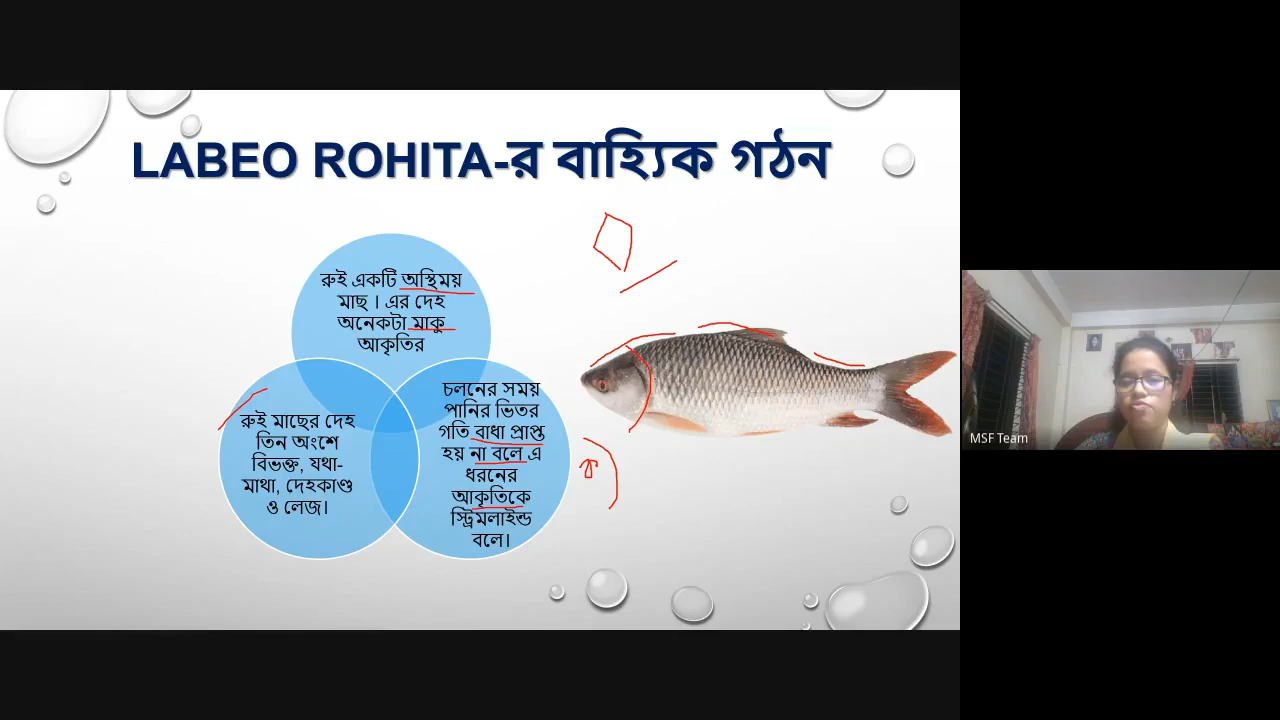 LABEO ROHITA-র বাহ্যিক গঠন
রুই একটি অস্থিময়
মাছ। এর দেহ
অনেকটা মাকু
আকৃতির
রুই মাছের দেহ
তিন অংশে
বিভক্ত, যথা-
মাথা, দেহকাণ্ড
ও লেজ।
চলনের সময়
পানির ভিতর
গতি বাধা প্রাপ্ত
হয় না বলে এ
ধরনের
আকৃতিকে
স্ট্রিমলাইন্ড
বলে।
MSF Team